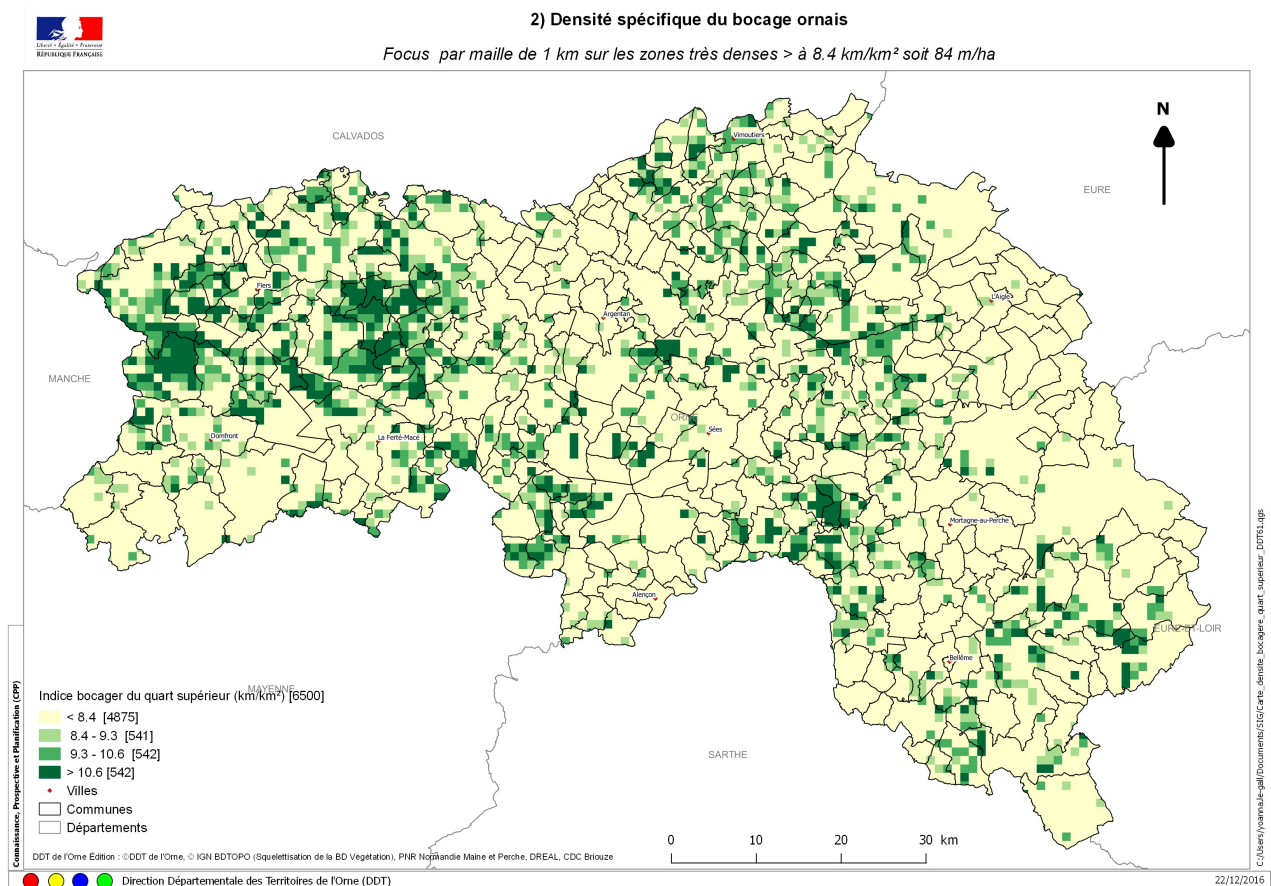 2) Densité spécifique du bocage ornais
Liberté • Égalité • Fraternité
RÉPUBLIQUE FRANÇAISE
Focus par maille de 1 km sur les zones très denses > à 8.4 km/km² soit 84 m/ha
N
CALVADOS
Vimoutiers
EURE
Flers
L'Aigle
Argentan
MANCHE
ORNE
Sées
Domfront
La Ferté-Macé
Mortagne-au-Perche
Alençon
EURE-ET-LOIR
Bellême
MAYENNE
SARTHE
Indice bocager du quart supérieur (km/km²) [6500]
< 8.4 [4875]
8.4 - 9.3 [541]
9.3 - 10.6 [542]
> 10.6 [542]
Villes
Communes
Départements
0 10 20 30 km
DDT de l'Orne Édition : ©DDT de l'Orne, © IGN BDTOPO (Squelettisation de la BD Végétation), PNR Normandie Maine et Perche, DREAL, CDC Briouze
Connaissance, Prospective et Planification (CPP)
C:/Users/yoanna.le-gall/Documents/SIG/Carte_densite_bocagere_quart_superieur_DDT61.qgs
Direction Départementale des Territoires de l'Orne (DDT)
22/12/2016